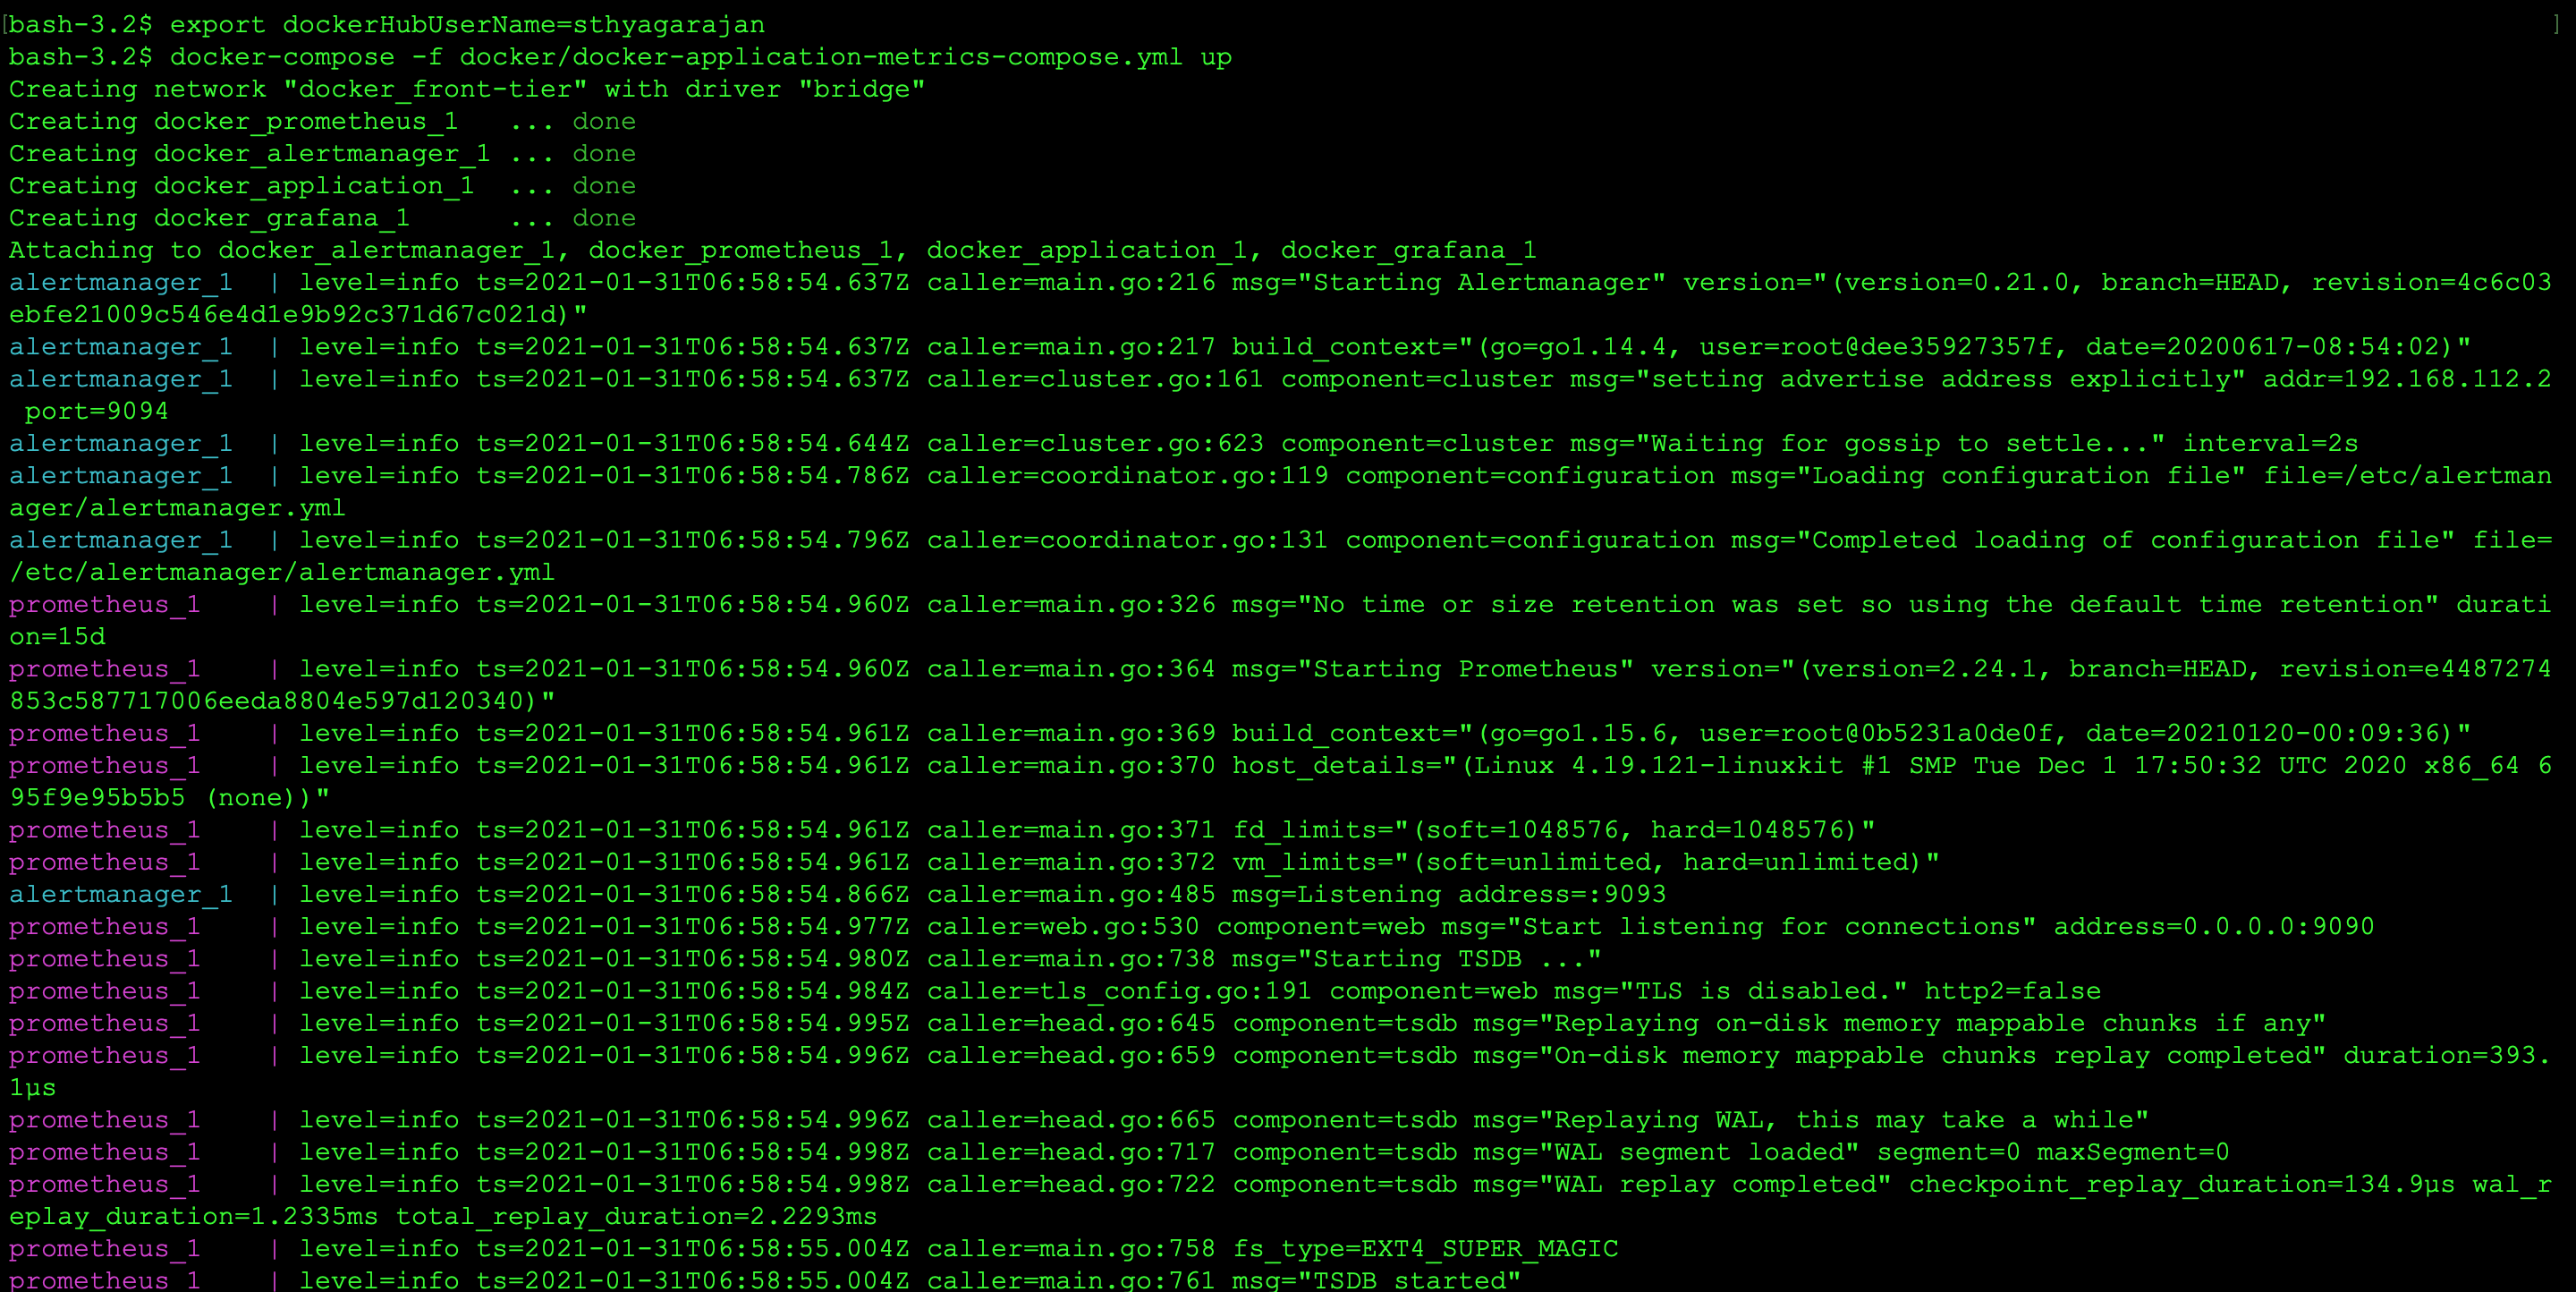 [bash-3.2$ export dockerHubUserName=sthyagarajan ]
bash-3.2$ docker-compose -f docker/docker-application-metrics-compose.yml up
Creating network "docker_front-tier" with driver "bridge"
Creating docker_prometheus_1   ... done
Creating docker_alertmanager_1 ... done
Creating docker_application_1  ... done
Creating docker_grafana_1      ... done
Attaching to docker_alertmanager_1, docker_prometheus_1, docker_application_1, docker_grafana_1
alertmanager_1  | level=info ts=2021-01-31T06:58:54.637Z caller=main.go:216 msg="Starting Alertmanager" version="(version=0.21.0, branch=HEAD, revision=4c6c03
ebfe21009c546e4d1e9b92c371d67c021d)"
alertmanager_1  | level=info ts=2021-01-31T06:58:54.637Z caller=main.go:217 build_context="(go=go1.14.4, user=root@dee35927357f, date=20200617-08:54:02)"
alertmanager_1  | level=info ts=2021-01-31T06:58:54.637Z caller=cluster.go:161 component=cluster msg="setting advertise address explicitly" addr=192.168.112.2
 port=9094
alertmanager_1  | level=info ts=2021-01-31T06:58:54.644Z caller=cluster.go:623 component=cluster msg="Waiting for gossip to settle..." interval=2s
alertmanager_1  | level=info ts=2021-01-31T06:58:54.786Z caller=coordinator.go:119 component=configuration msg="Loading configuration file" file=/etc/alertman
ager/alertmanager.yml
alertmanager_1  | level=info ts=2021-01-31T06:58:54.796Z caller=coordinator.go:131 component=configuration msg="Completed loading of configuration file" file=
/etc/alertmanager/alertmanager.yml
prometheus_1    | level=info ts=2021-01-31T06:58:54.960Z caller=main.go:326 msg="No time or size retention was set so using the default time retention" durati
on=15d
prometheus_1    | level=info ts=2021-01-31T06:58:54.960Z caller=main.go:364 msg="Starting Prometheus" version="(version=2.24.1, branch=HEAD, revision=e4487274
853c587717006eeda8804e597d120340)"
prometheus_1    | level=info ts=2021-01-31T06:58:54.961Z caller=main.go:369 build_context="(go=go1.15.6, user=root@0b5231a0de0f, date=20210120-00:09:36)"
prometheus_1    | level=info ts=2021-01-31T06:58:54.961Z caller=main.go:370 host_details="(Linux 4.19.121-linuxkit #1 SMP Tue Dec 1 17:50:32 UTC 2020 x86_64 6
95f9e95b5b5 (none))"
prometheus_1    | level=info ts=2021-01-31T06:58:54.961Z caller=main.go:371 fd_limits="(soft=1048576, hard=1048576)"
prometheus_1    | level=info ts=2021-01-31T06:58:54.961Z caller=main.go:372 vm_limits="(soft=unlimited, hard=unlimited)"
alertmanager_1  | level=info ts=2021-01-31T06:58:54.866Z caller=main.go:485 msg=Listening address=:9093
prometheus_1    | level=info ts=2021-01-31T06:58:54.977Z caller=web.go:530 component=web msg="Start listening for connections" address=0.0.0.0:9090
prometheus_1    | level=info ts=2021-01-31T06:58:54.980Z caller=main.go:738 msg="Starting TSDB ..."
prometheus_1    | level=info ts=2021-01-31T06:58:54.984Z caller=tls_config.go:191 component=web msg="TLS is disabled." http2=false
prometheus_1    | level=info ts=2021-01-31T06:58:54.995Z caller=head.go:645 component=tsdb msg="Replaying on-disk memory mappable chunks if any"
prometheus_1    | level=info ts=2021-01-31T06:58:54.996Z caller=head.go:659 component=tsdb msg="On-disk memory mappable chunks replay completed" duration=393.
1µs
prometheus_1    | level=info ts=2021-01-31T06:58:54.996Z caller=head.go:665 component=tsdb msg="Replaying WAL, this may take a while"
prometheus_1    | level=info ts=2021-01-31T06:58:54.998Z caller=head.go:717 component=tsdb msg="WAL segment loaded" segment=0 maxSegment=0
prometheus_1    | level=info ts=2021-01-31T06:58:54.998Z caller=head.go:722 component=tsdb msg="WAL replay completed" checkpoint_replay_duration=134.9µs wal_r
eplay_duration=1.2335ms total_replay_duration=2.2293ms
prometheus_1    | level=info ts=2021-01-31T06:58:55.004Z caller=main.go:758 fs_type=EXT4_SUPER_MAGIC
prometheus_1    | level=info ts=2021-01-31T06:58:55.004Z caller=main.go:761 msg="TSDB started"